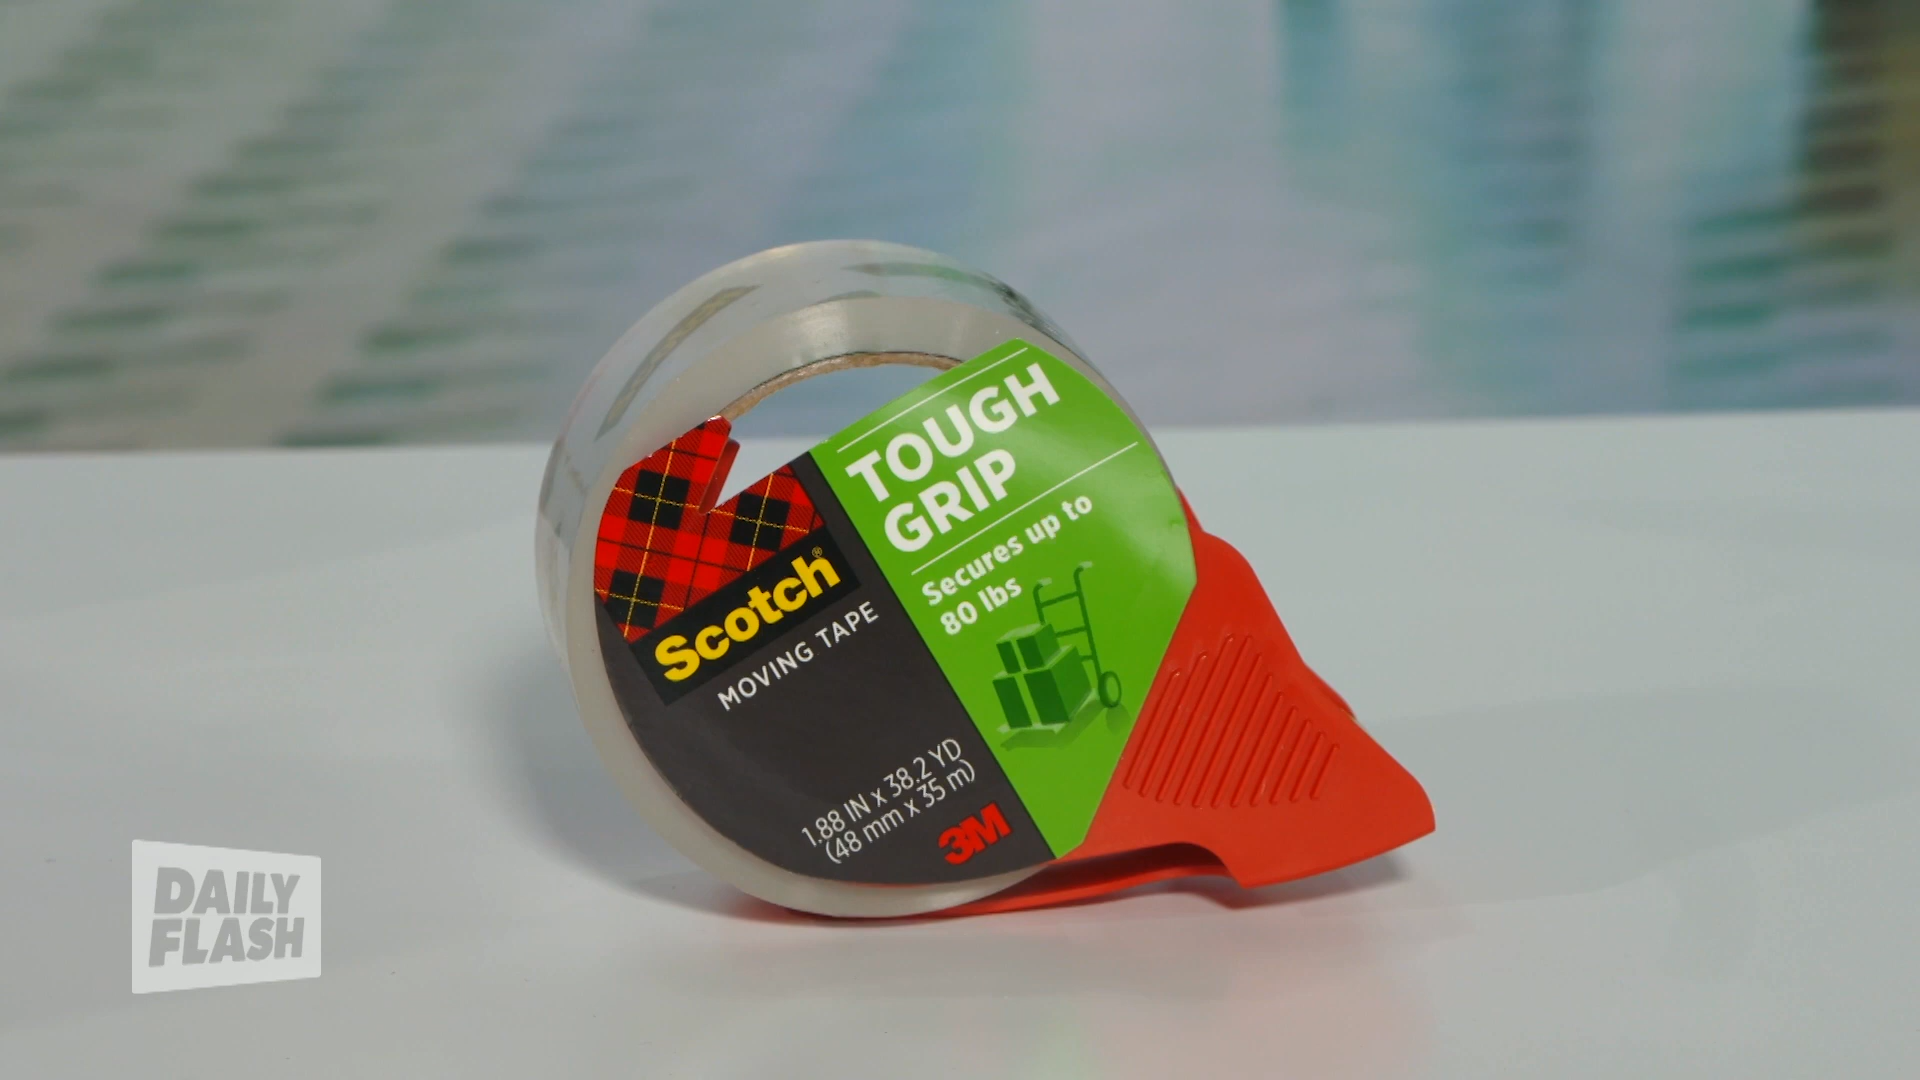 TOUGH
GRIP
Secures up to
80 lbs
Scotch®
MOVING TAPE
1.88 IN x 38.2 YD
(48 mm x 35 m)
3M
DAILY
FLASH